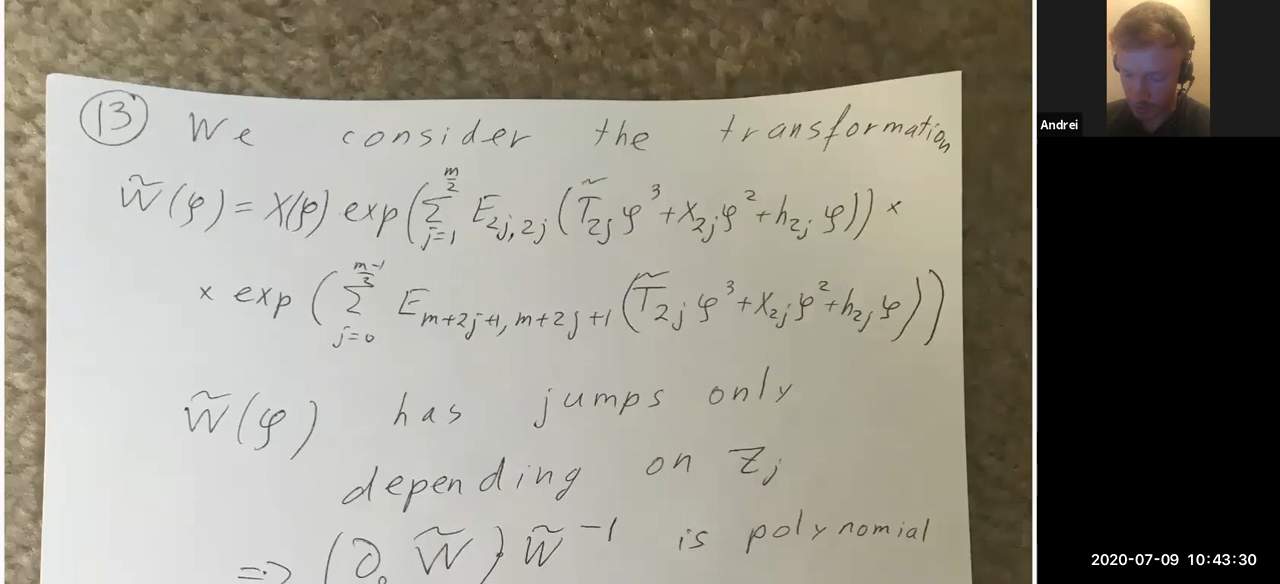 13 We consider the transformation
W̃(φ) = X(φ) exp(∑_{j=1}^{m/2} E_{2j,2j} (T̃_{2j} φ³ + x_{2j} φ² + h_{2j} φ)) ×
× exp(∑_{j=0}^{m-1/2} E_{m+2j+1, m+2j+1} (T̃_{2j} φ³ + x_{2j} φ² + h_{2j} φ))
W̃(φ) has jumps only
depending on Z_j
=> (∂ W̃) W̃^{-1} is polynomial
Andrei
2020-07-09 10:43:30